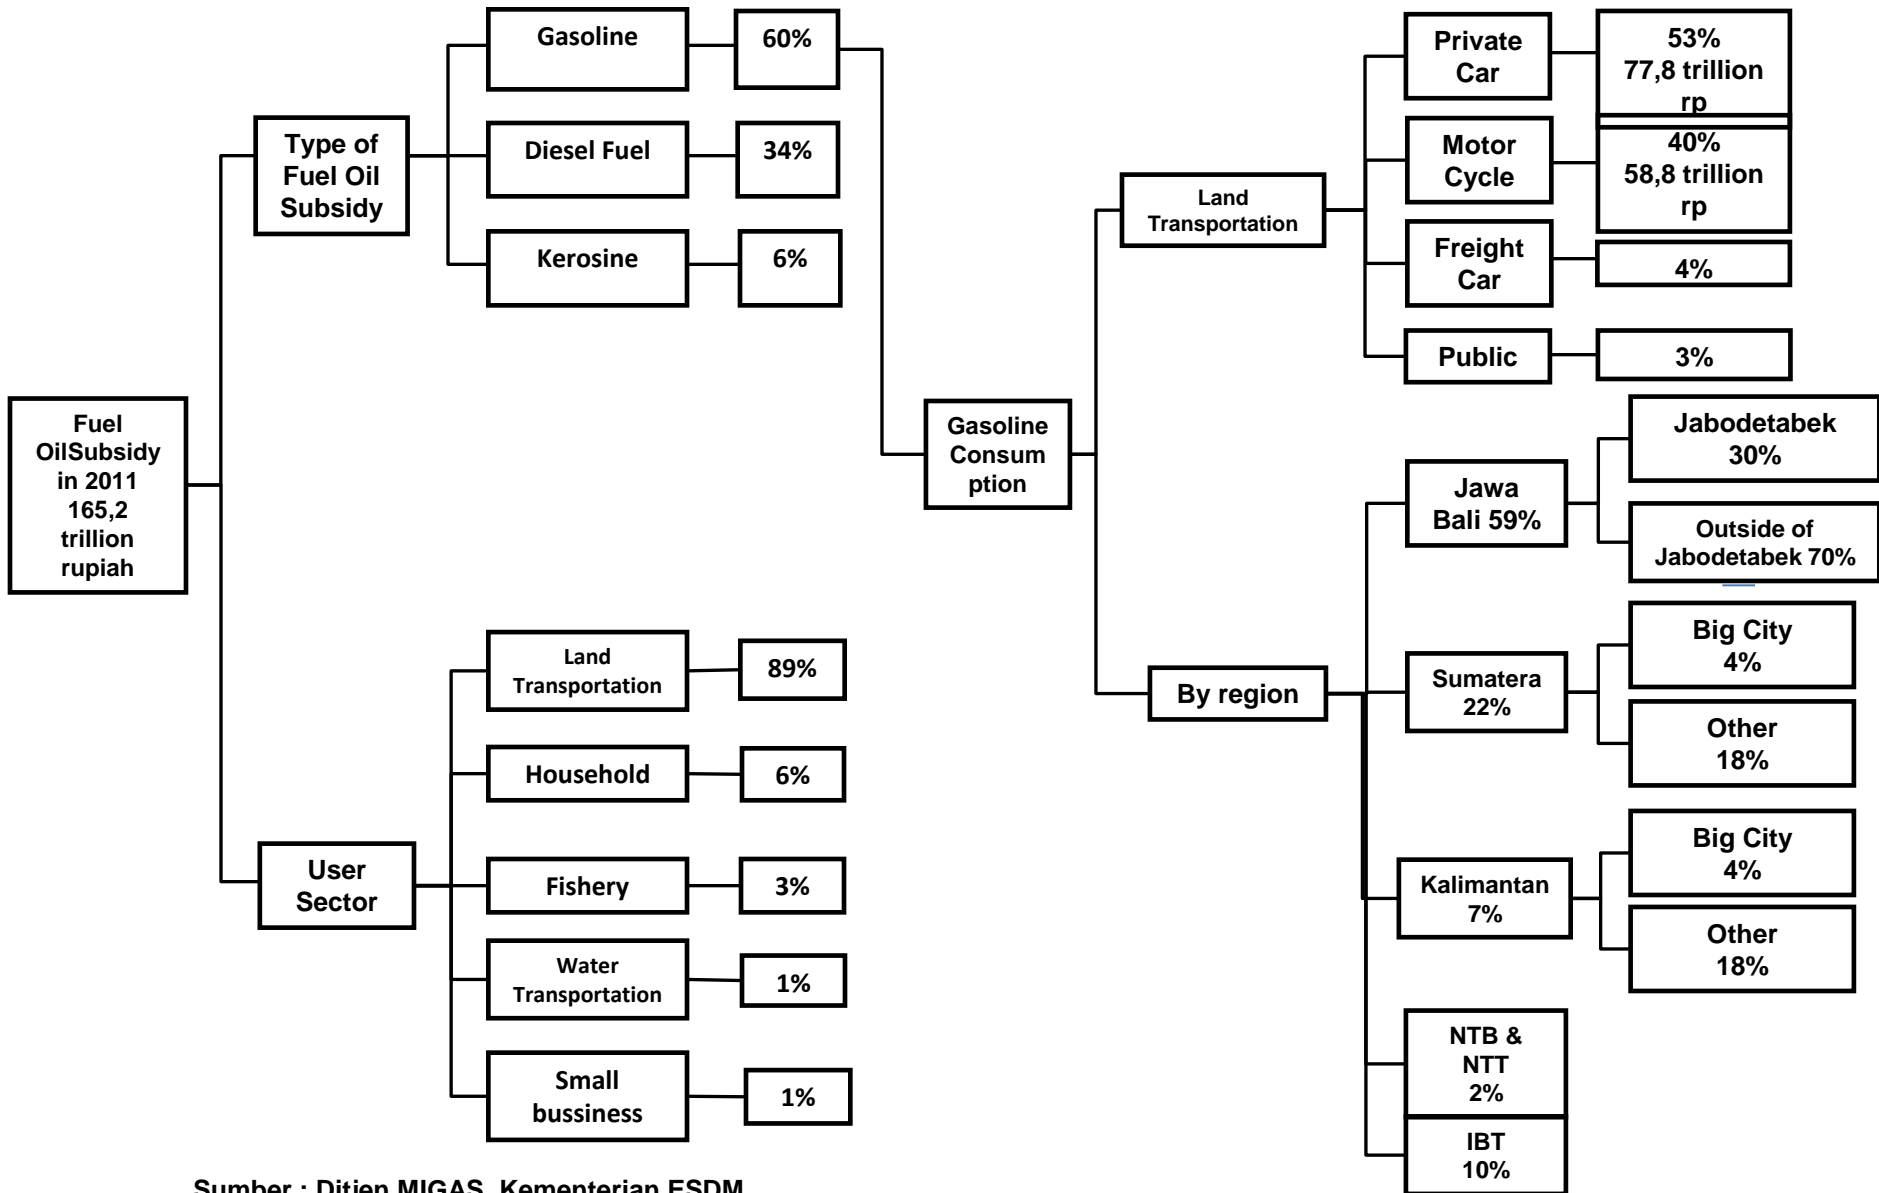 Fuel
OilSubsidy
in 2011
165,2
trillion
rupiah
Type of
Fuel Oil
Subsidy
Gasoline
60%
Diesel Fuel
34%
Kerosine
6%
User
Sector
Land
Transportation
89%
Household
6%
Fishery
3%
Water
Transportation
1%
Small
bussiness
1%
Gasoline
Consum
ption
Land
Transportation
Private
Car
53%
77,8 trillion
rp
Motor
Cycle
40%
58,8 trillion
rp
Freight
Car
4%
Public
3%
By region
Jawa
Bali 59%
Jabodetabek
30%
Outside of
Jabodetabek 70%
Sumatera
22%
Big City
4%
Other
18%
Kalimantan
7%
Big City
4%
Other
18%
NTB &
NTT
2%
IBT
10%
Sumber : Ditjen MIGAS, Kementerian ESDM